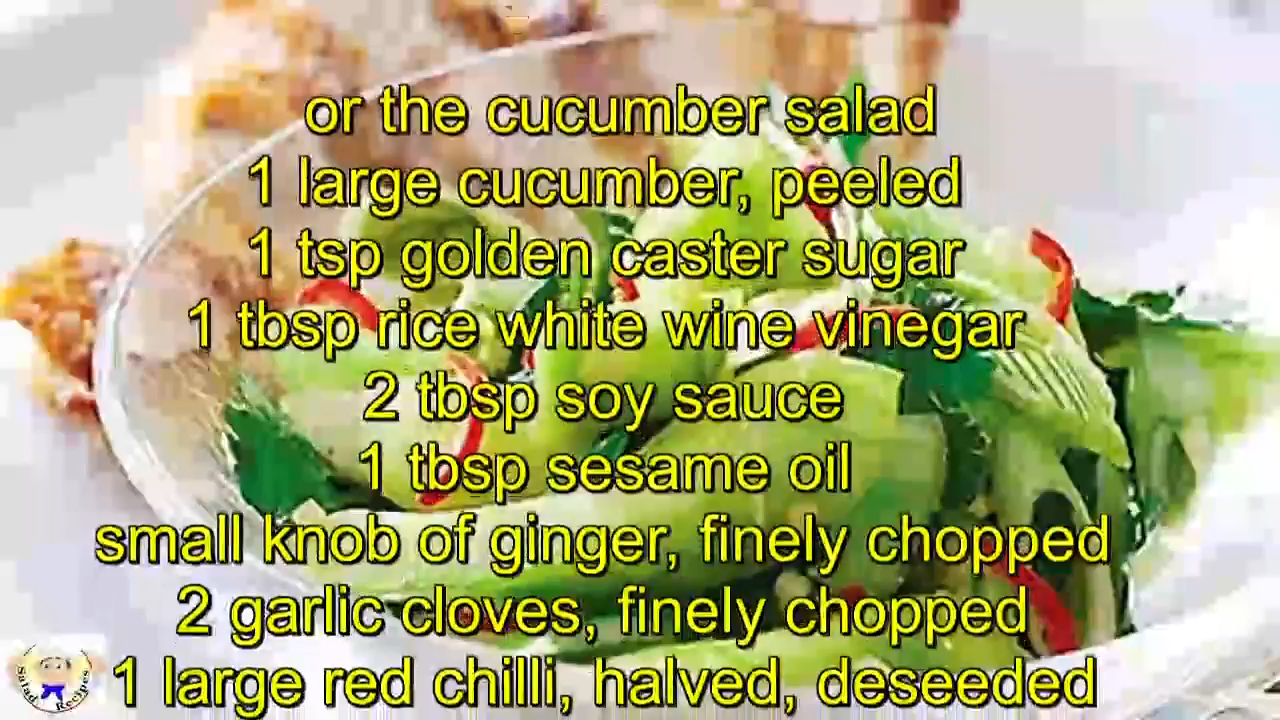 or the cucumber salad
1 large cucumber, peeled
1 tsp golden caster sugar
1 tbsp rice white wine vinegar
2 tbsp soy sauce
1 tbsp sesame oil
small knob of ginger, finely chopped
2 garlic cloves, finely chopped
1 large red chilli, halved, deseeded
Salad Recipes